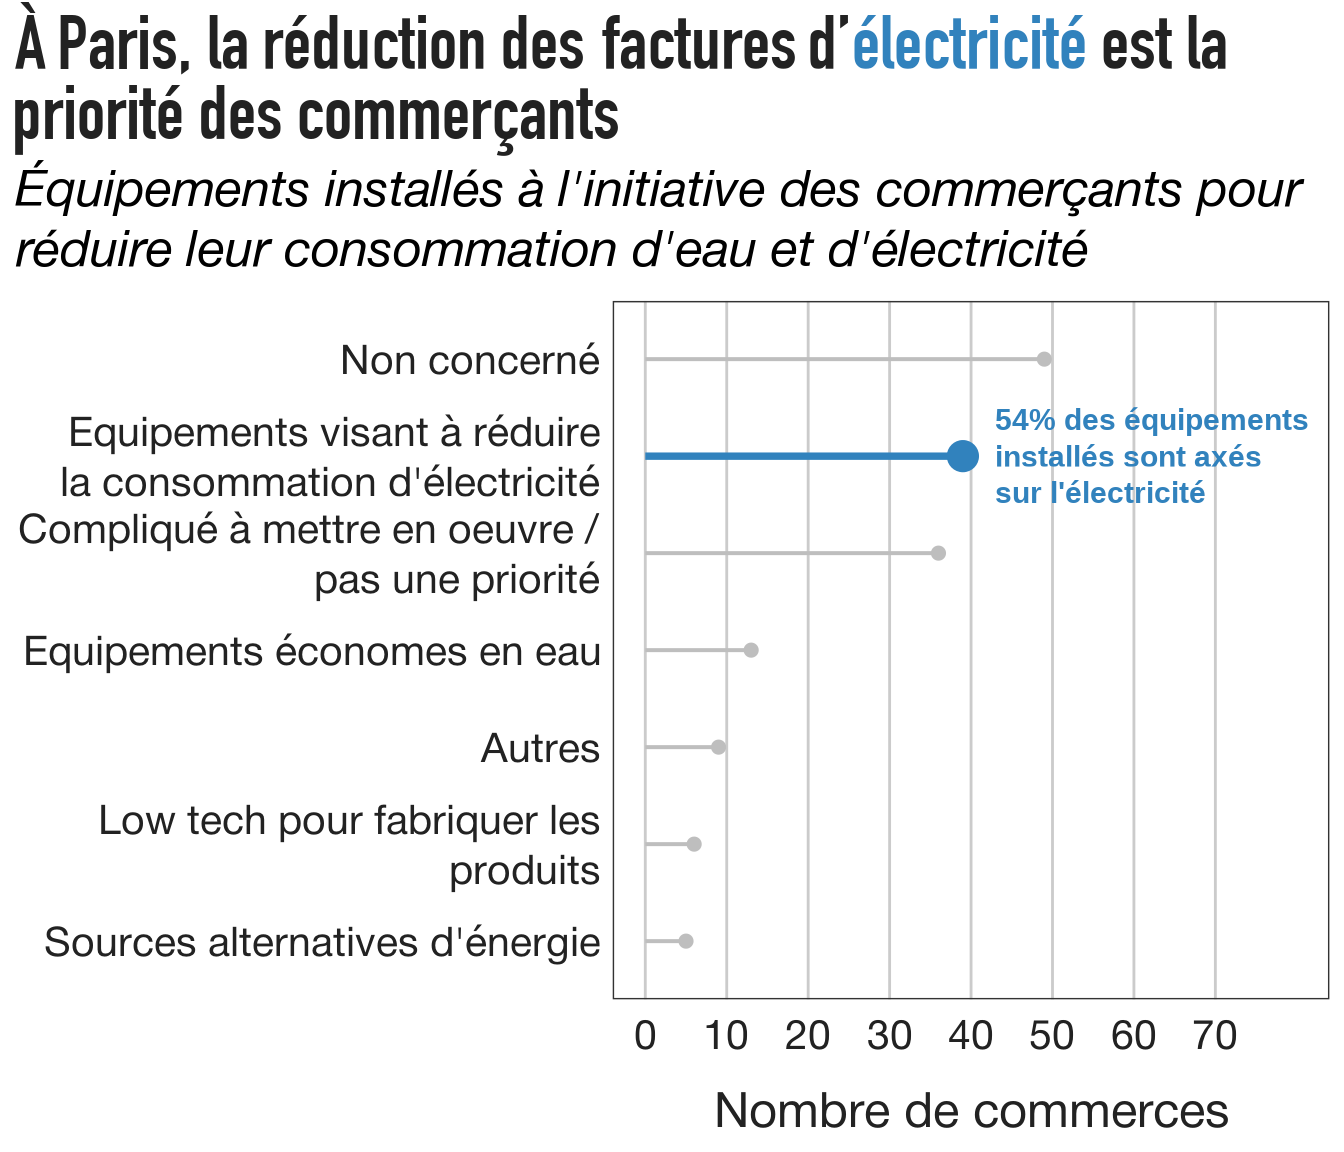 À Paris, la réduction des factures d’électricité est la
priorité des commerçants
Équipements installés à l'initiative des commerçants pour
réduire leur consommation d'eau et d'électricité
Non concerné
Equipements visant à réduire
la consommation d'électricité
54% des équipements
installés sont axés
sur l'électricité
Compliqué à mettre en oeuvre /
pas une priorité
Equipements économes en eau
Autres
Low tech pour fabriquer les
produits
Sources alternatives d'énergie
0 10 20 30 40 50 60 70
Nombre de commerces